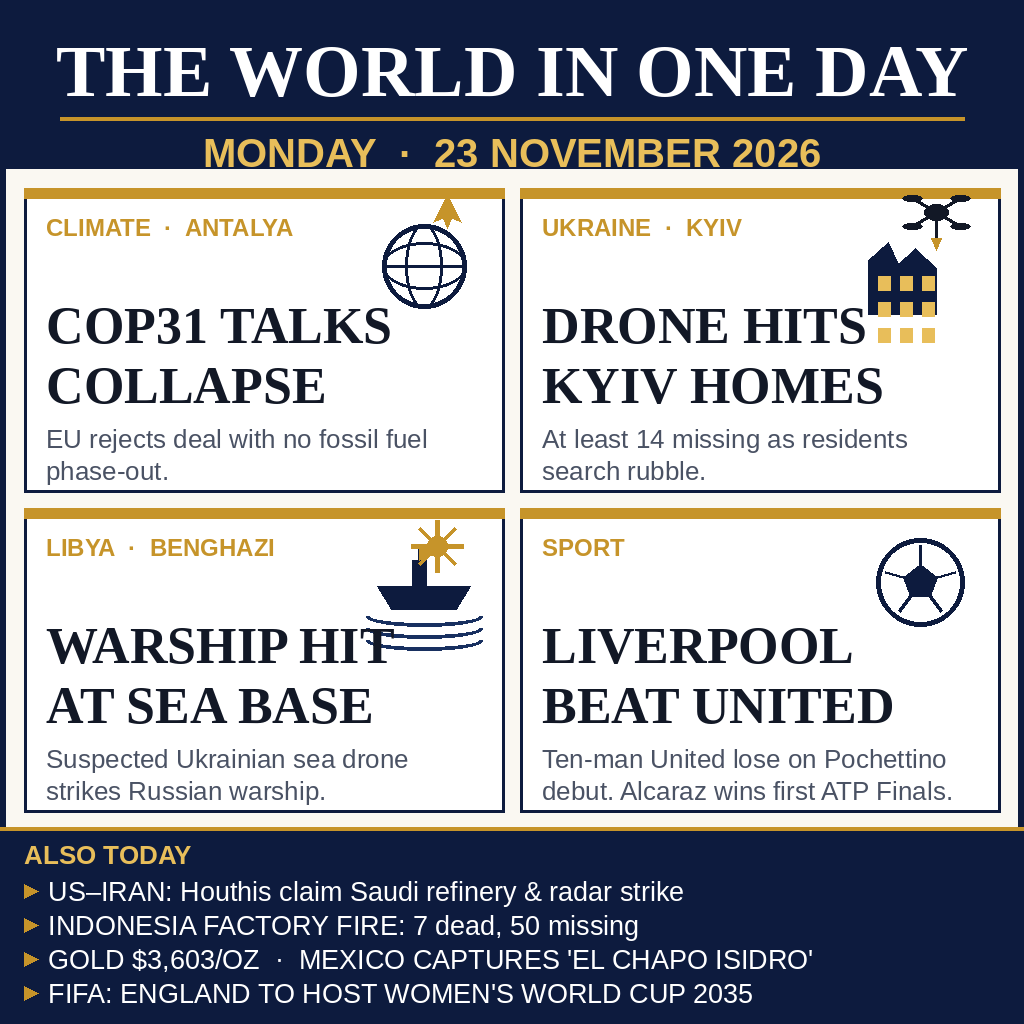 THE WORLD IN ONE DAY
MONDAY · 23 NOVEMBER 2026
CLIMATE · ANTALYA
COP31 TALKS
COLLAPSE
EU rejects deal with no fossil fuel
phase-out.
UKRAINE · KYIV
DRONE HITS
KYIV HOMES
At least 14 missing as residents
search rubble.
LIBYA · BENGHAZI
WARSHIP HIT
AT SEA BASE
Suspected Ukrainian sea drone
strikes Russian warship.
SPORT
LIVERPOOL
BEAT UNITED
Ten-man United lose on Pochettino
debut. Alcaraz wins first ATP Finals.
ALSO TODAY
US–IRAN: Houthis claim Saudi refinery & radar strike
INDONESIA FACTORY FIRE: 7 dead, 50 missing
GOLD $3,603/OZ · MEXICO CAPTURES 'EL CHAPO ISIDRO'
FIFA: ENGLAND TO HOST WOMEN'S WORLD CUP 2035